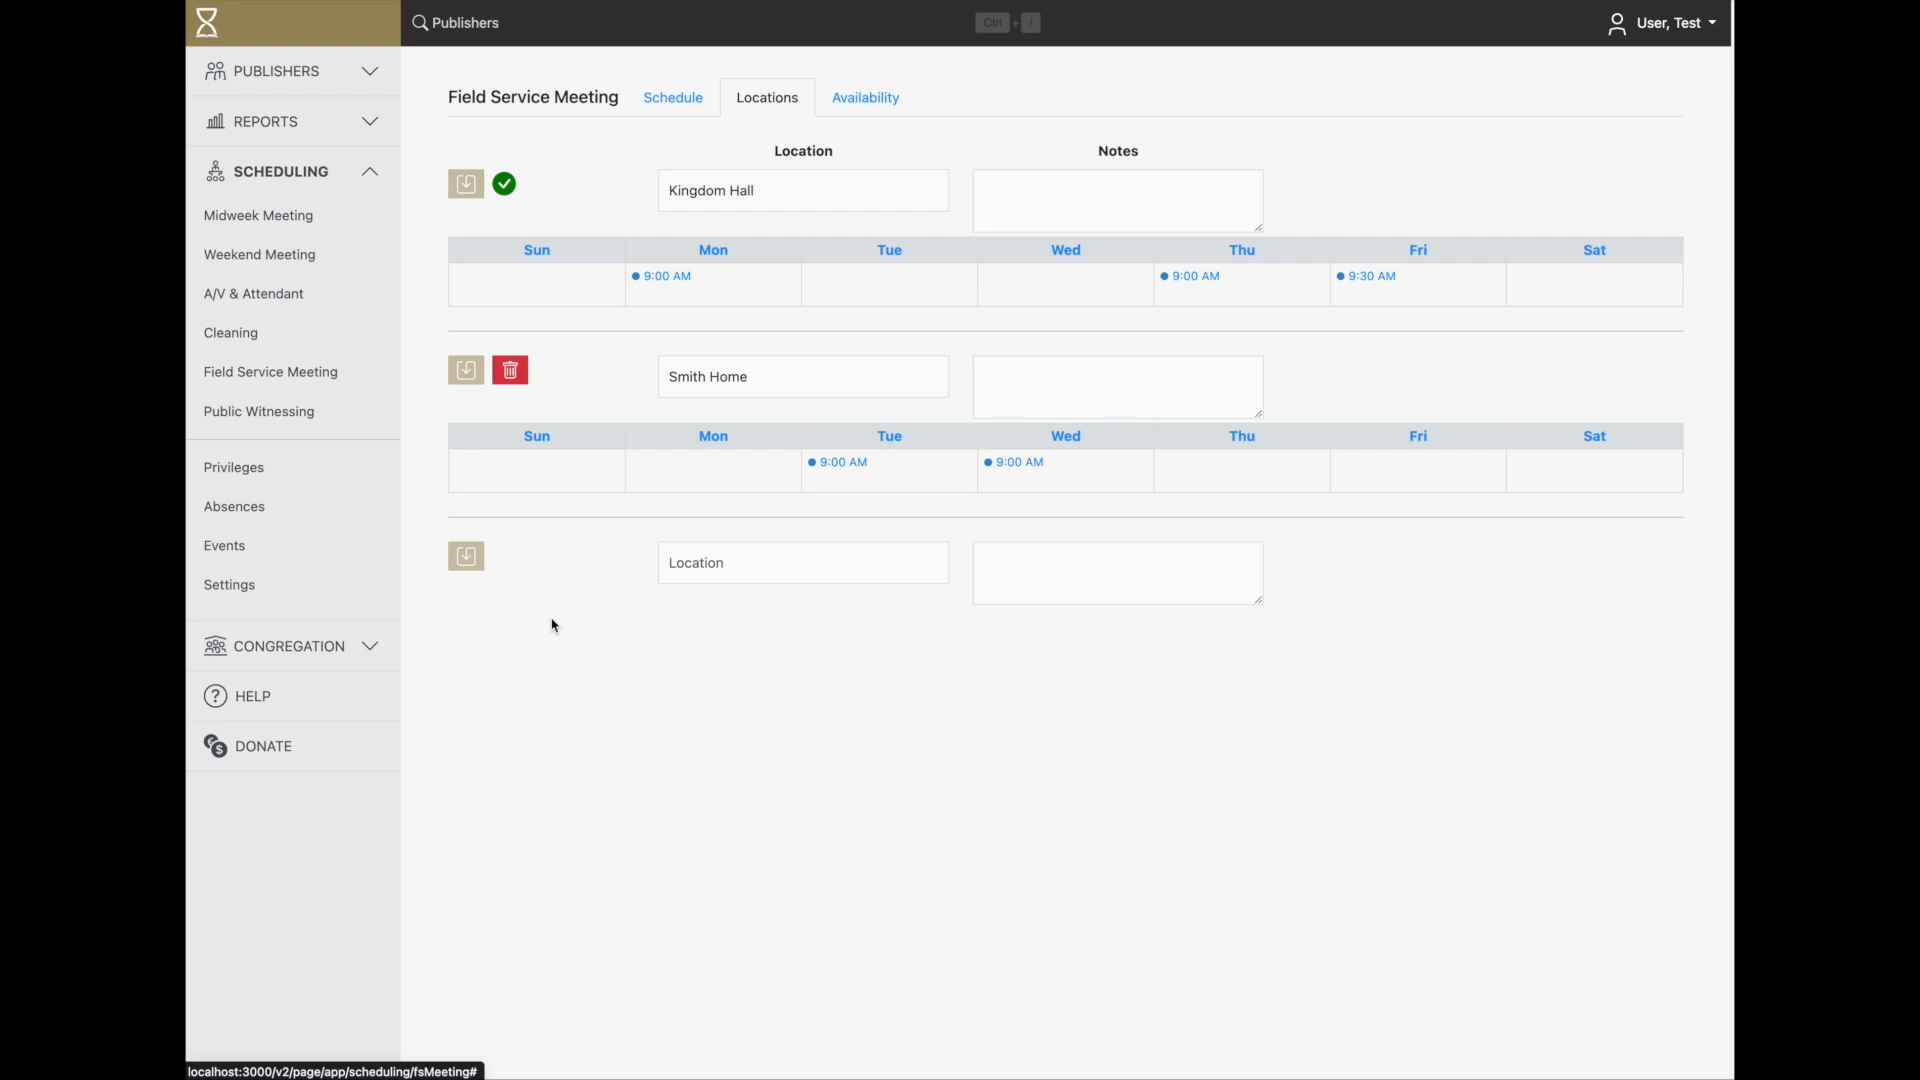 Publishers
Ctrl + /
User, Test
PUBLISHERS
REPORTS
SCHEDULING
Midweek Meeting
Weekend Meeting
A/V & Attendant
Cleaning
Field Service Meeting
Public Witnessing
Privileges
Absences
Events
Settings
CONGREGATION
? HELP
$ DONATE
Field Service Meeting Schedule Locations Availability
Location Notes
Kingdom Hall
Sun Mon Tue Wed Thu Fri Sat
9:00 AM 9:00 AM 9:30 AM
Smith Home
Sun Mon Tue Wed Thu Fri Sat
9:00 AM 9:00 AM
Location
localhost:3000/v2/page/app/scheduling/fsMeeting#